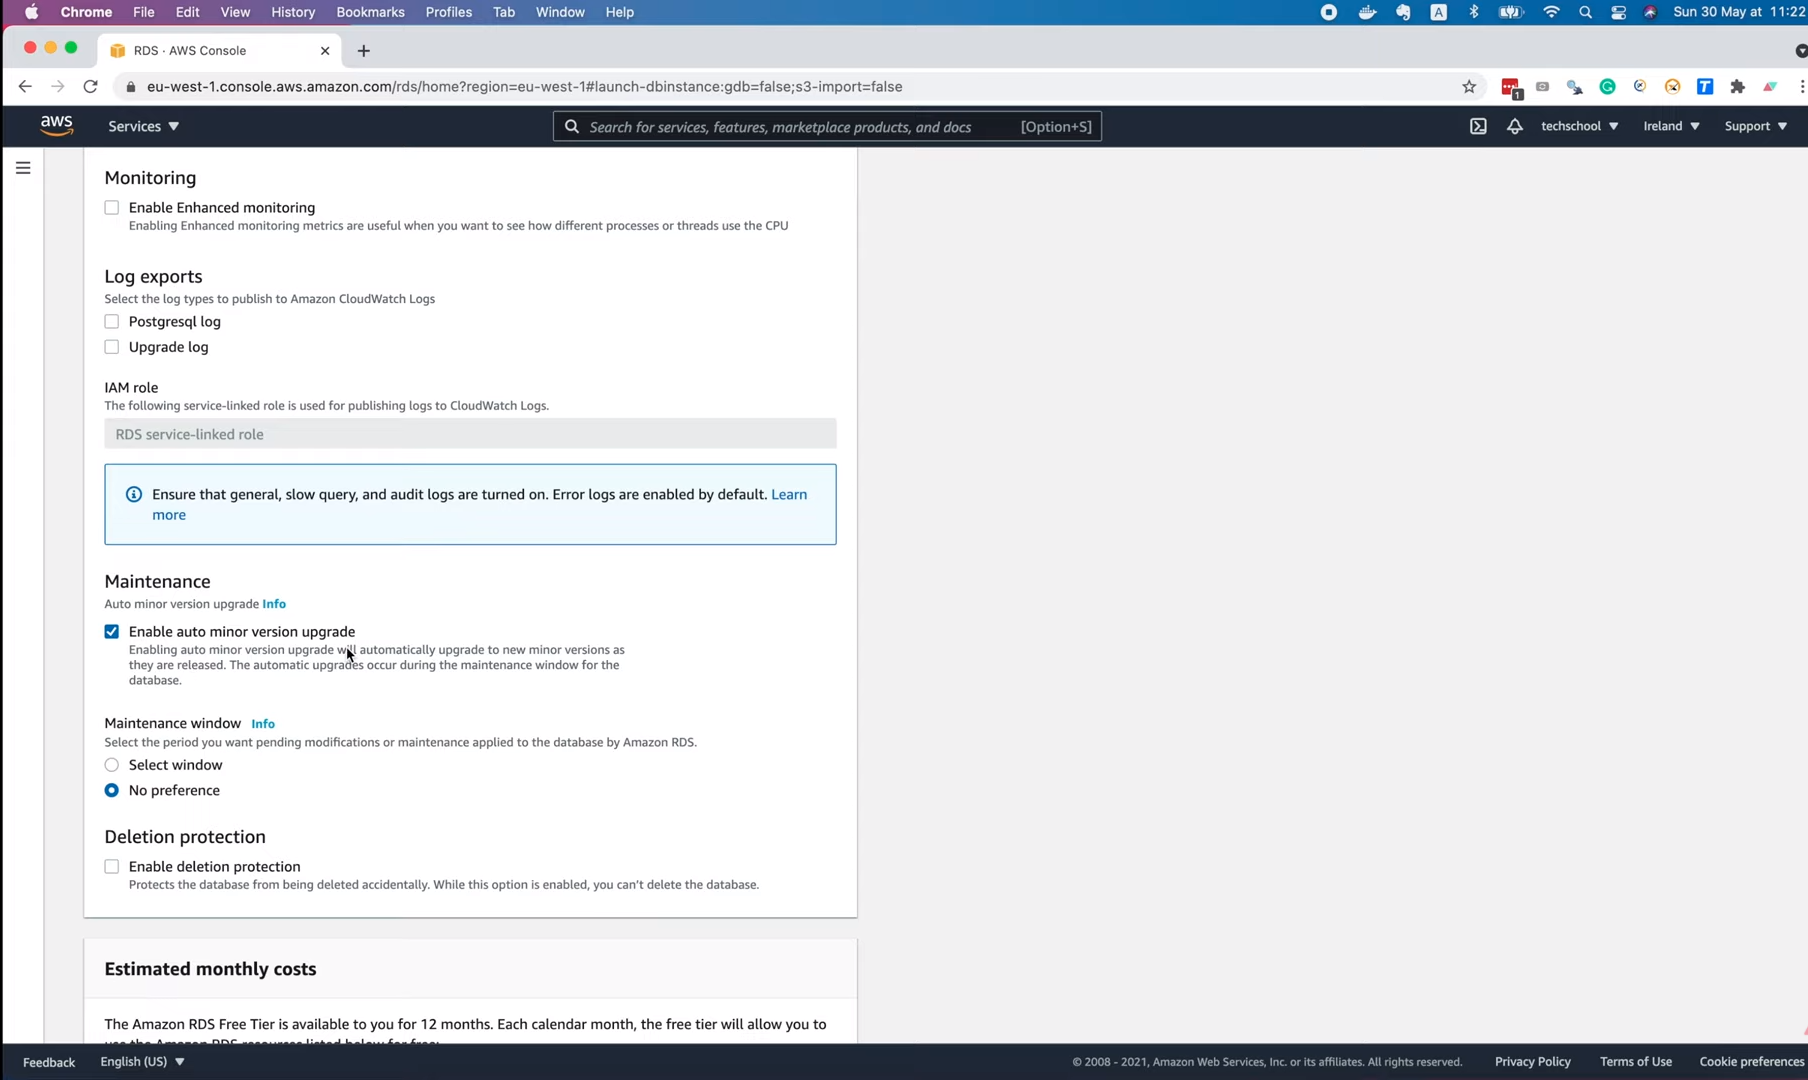 Chrome File Edit View History Bookmarks Profiles Tab Window Help A Sun 30 May at 11:22
RDS · AWS Console
eu-west-1.console.aws.amazon.com/rds/home?region=eu-west-1#launch-dbinstance:gdb=false;s3-import=false 1 T
aws Services Search for services, features, marketplace products, and docs [Option+S] techschool Ireland Support
Monitoring
Enable Enhanced monitoring
Enabling Enhanced monitoring metrics are useful when you want to see how different processes or threads use the CPU
Log exports
Select the log types to publish to Amazon CloudWatch Logs
Postgresql log
Upgrade log
IAM role
The following service-linked role is used for publishing logs to CloudWatch Logs.
RDS service-linked role
Ensure that general, slow query, and audit logs are turned on. Error logs are enabled by default. Learn
more
Maintenance
Auto minor version upgrade Info
Enable auto minor version upgrade
Enabling auto minor version upgrade will automatically upgrade to new minor versions as
they are released. The automatic upgrades occur during the maintenance window for the
database.
Maintenance window Info
Select the period you want pending modifications or maintenance applied to the database by Amazon RDS.
Select window
No preference
Deletion protection
Enable deletion protection
Protects the database from being deleted accidentally. While this option is enabled, you can't delete the database.
Estimated monthly costs
The Amazon RDS Free Tier is available to you for 12 months. Each calendar month, the free tier will allow you to
use the Amazon RDS resources listed below for free:
Feedback English (US) © 2008 - 2021, Amazon Web Services, Inc. or its affiliates. All rights reserved. Privacy Policy Terms of Use Cookie preferences